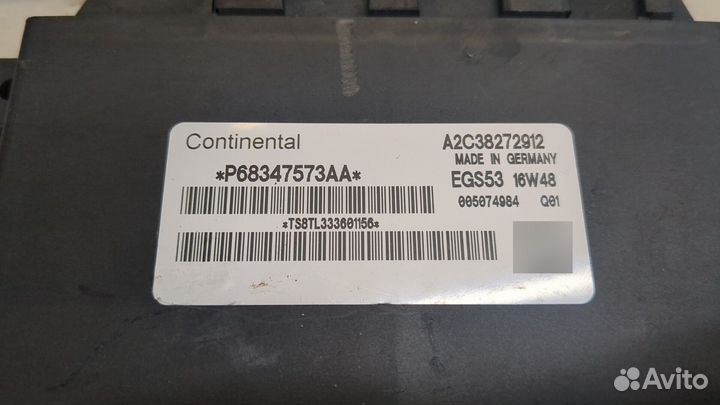 Continental
A2C38272912
MADE IN GERMANY
*P68347573AA*
EGS53 16W48
005074984 Q01
*TS8TL333601156*
Avito